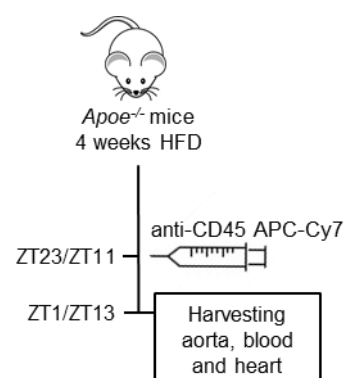 Apoe-/- mice
4 weeks HFD
anti-CD45 APC-Cy7
ZT23/ZT11
ZT1/ZT13
Harvesting
aorta, blood
and heart